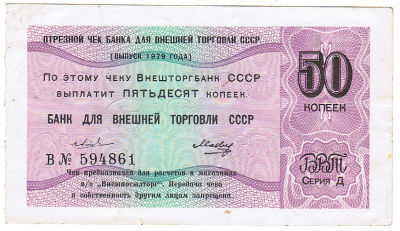 ОТРЕЗНОЙ ЧЕК БАНКА ДЛЯ ВНЕШНЕЙ ТОРГОВЛИ СССР
(ВЫПУСК 1979 ГОДА)
По этому чеку Внешторгбанк СССР
выплатит ПЯТЬДЕСЯТ копеек.
БАНК ДЛЯ ВНЕШНЕЙ ТОРГОВЛИ СССР
В № 594861
Чек предназначен для расчетов в магазинах
в/о "Внешпосылторг". Передача чека
в собственность другим лицам запрещена.
50
КОПЕЕК
ВВТ
Серия Д